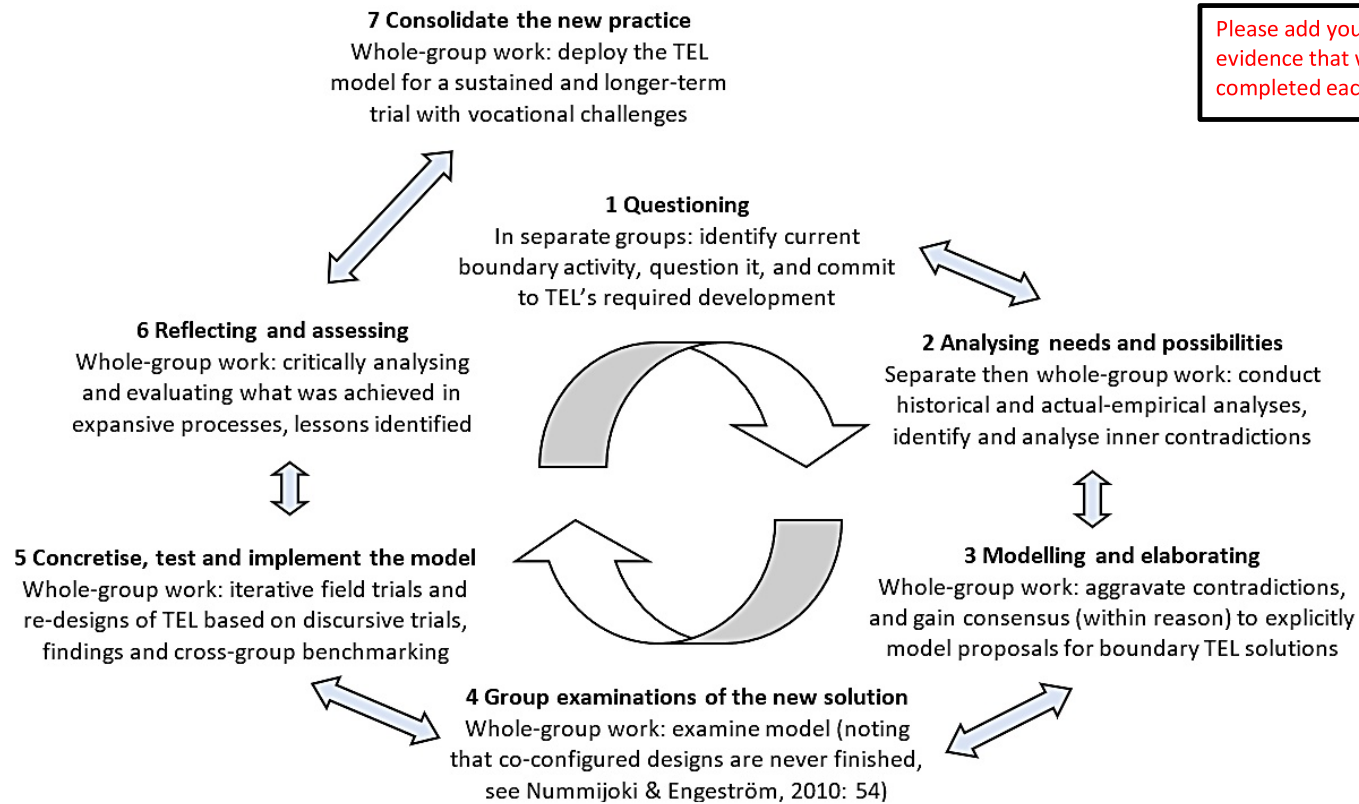 7 Consolidate the new practice
Whole-group work: deploy the TEL
model for a sustained and longer-term
trial with vocational challenges
Please add you
evidence that
completed eac
1 Questioning
In separate groups: identify current
boundary activity, question it, and commit
to TEL’s required development
2 Analysing needs and possibilities
Separate then whole-group work: conduct
historical and actual-empirical analyses,
identify and analyse inner contradictions
3 Modelling and elaborating
Whole-group work: aggravate contradictions,
and gain consensus (within reason) to explicitly
model proposals for boundary TEL solutions
4 Group examinations of the new solution
Whole-group work: examine model (noting
that co-configured designs are never finished,
see Nummijoki & Engeström, 2010: 54)
5 Concretise, test and implement the model
Whole-group work: iterative field trials and
re-designs of TEL based on discursive trials,
findings and cross-group benchmarking
6 Reflecting and assessing
Whole-group work: critically analysing
and evaluating what was achieved in
expansive processes, lessons identified